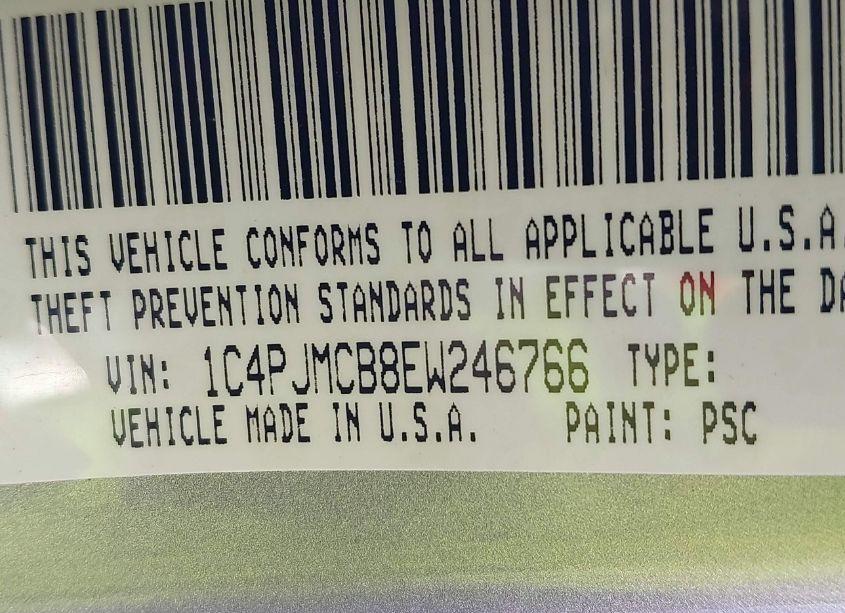 THIS VEHICLE CONFORMS TO ALL APPLICABLE U.S.A.
THEFT PREVENTION STANDARDS IN EFFECT ON THE DA
VIN: 1C4PJMCB8EW246766 TYPE:
VEHICLE MADE IN U.S.A. PAINT: PSC